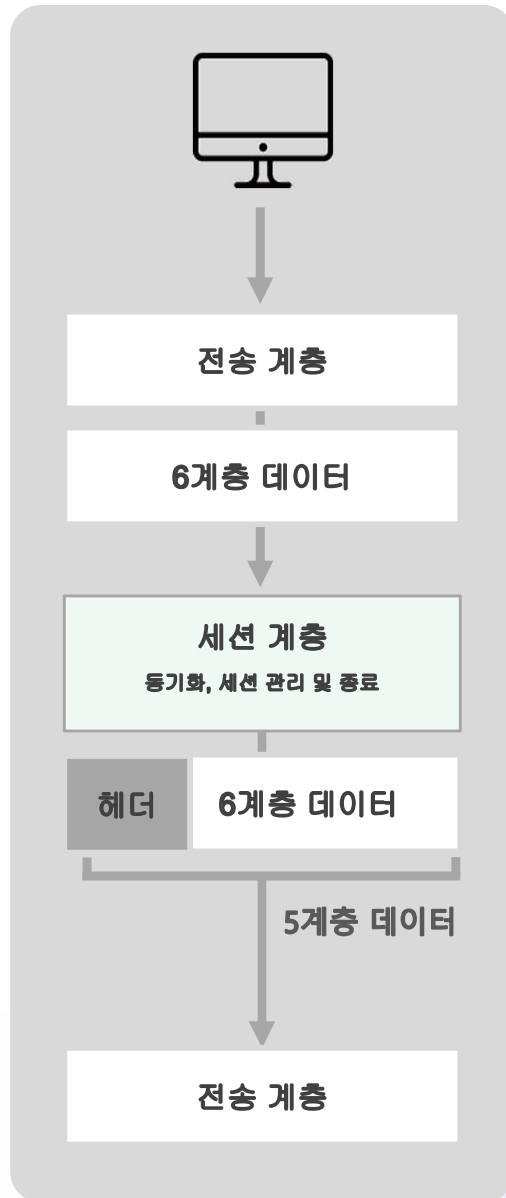 전송 계층
6계층 데이터
세션 계층
동기화, 세션 관리 및 종료
헤더
6계층 데이터
5계층 데이터
전송 계층